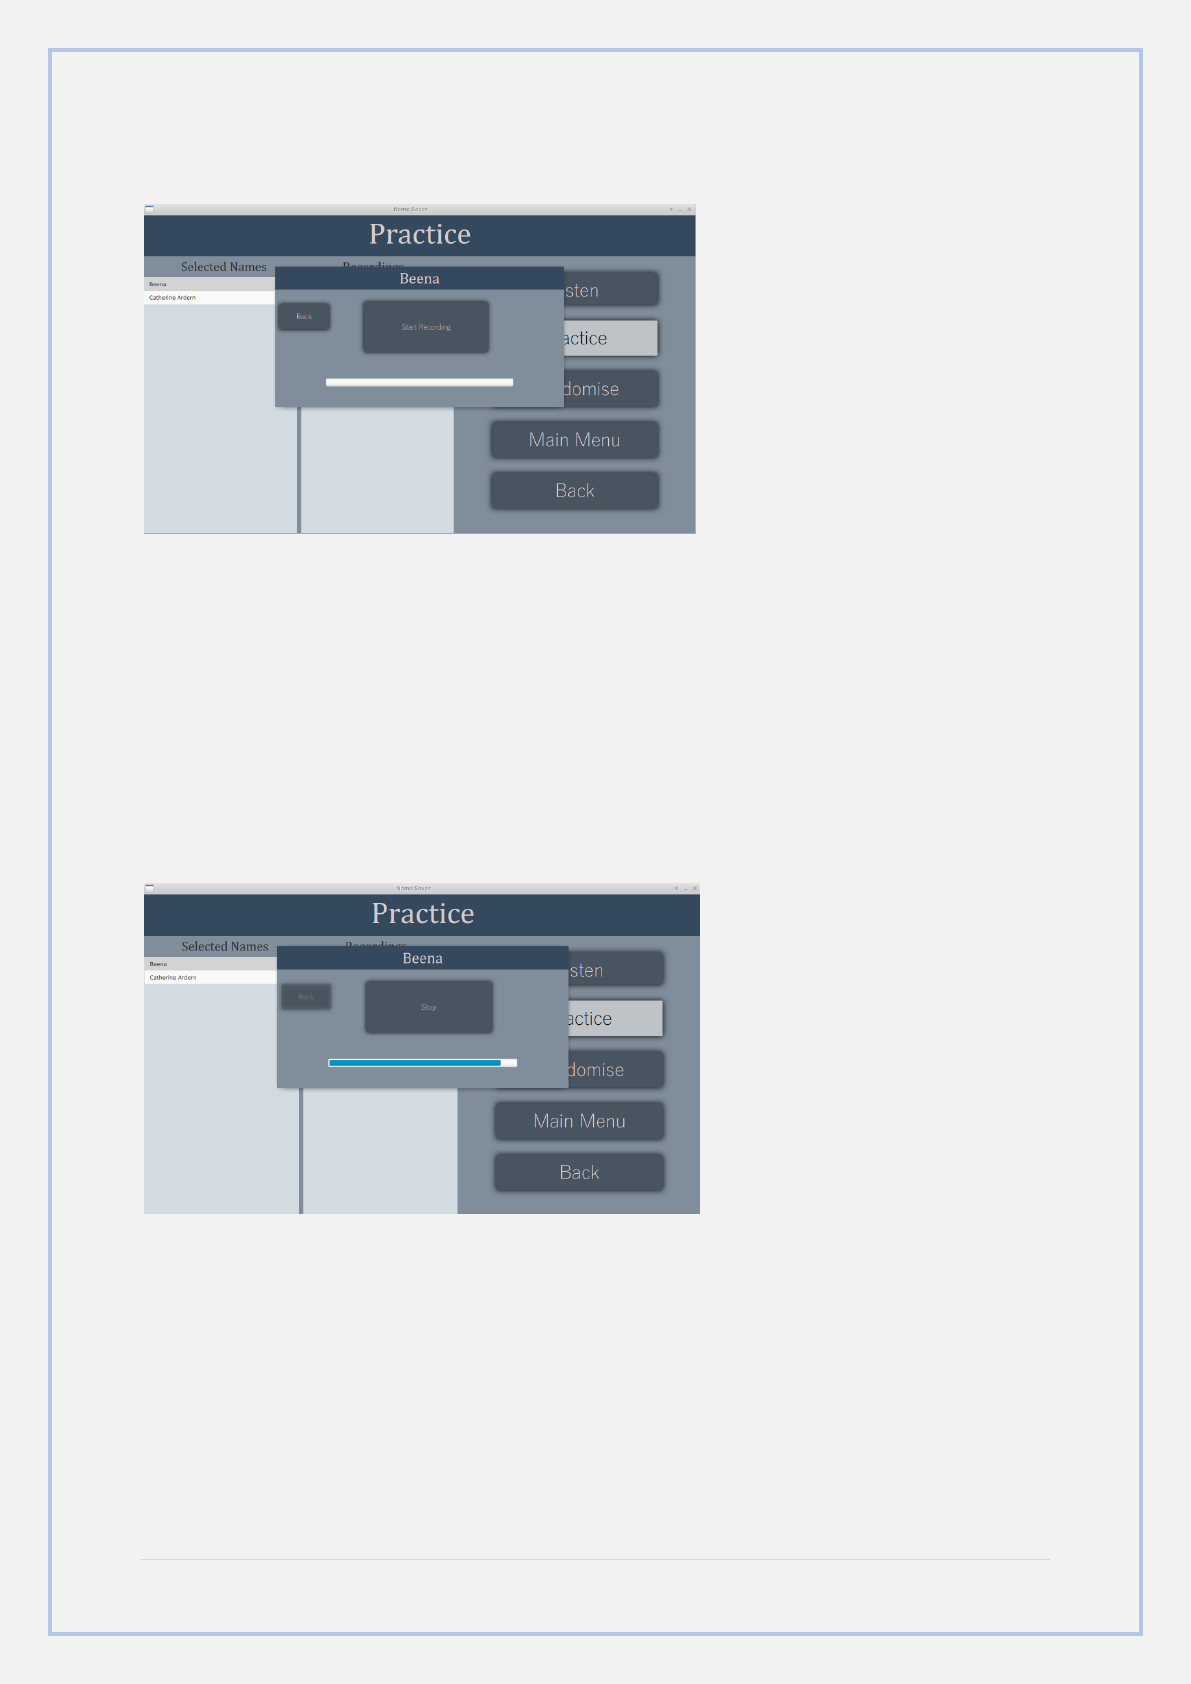 Name Sayer
Practice
Selected Names
Recordings
Beena
Beena
Catherine Ardern
Back
Start Recording
sten
actice
domise
Main Menu
Back
Name Sayer
Practice
Selected Names
Recordings
Beena
Beena
Catherine Ardern
Back
Stop
sten
actice
domise
Main Menu
Back